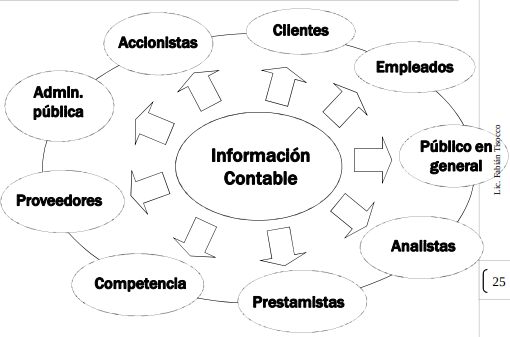 Clientes
Accionistas
Empleados
Admin.
pública
Público en
general
Información
Contable
Proveedores
Analistas
Competencia
Prestamistas
Lic. Fabián Tisocco
25